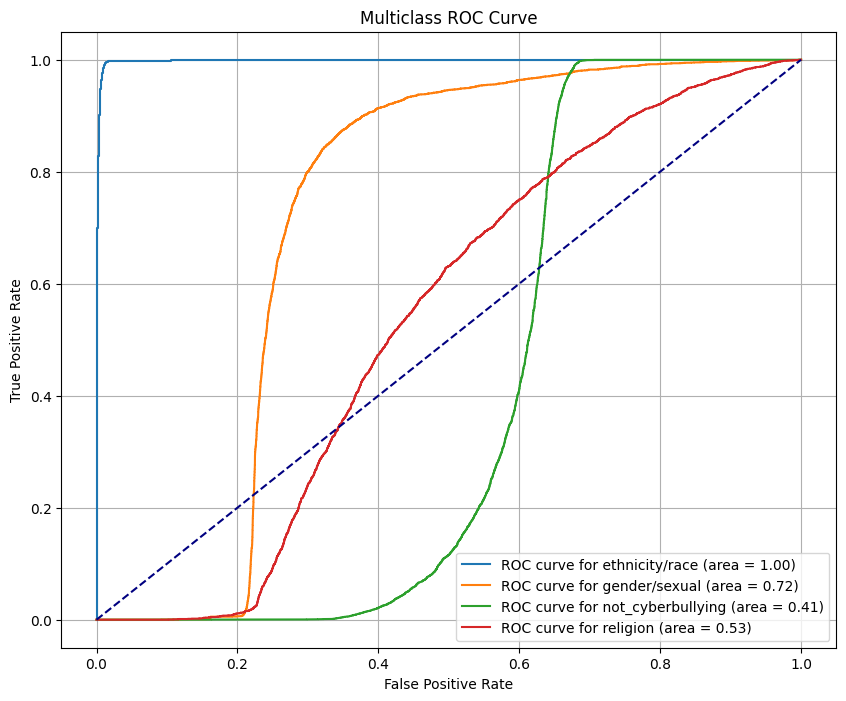 Multiclass ROC Curve
1.0
0.8
0.6
0.4
0.2
0.0
True Positive Rate
ROC curve for ethnicity/race (area = 1.00)
ROC curve for gender/sexual (area = 0.72)
ROC curve for not_cyberbullying (area = 0.41)
ROC curve for religion (area = 0.53)
0.0 0.2 0.4 0.6 0.8 1.0
False Positive Rate